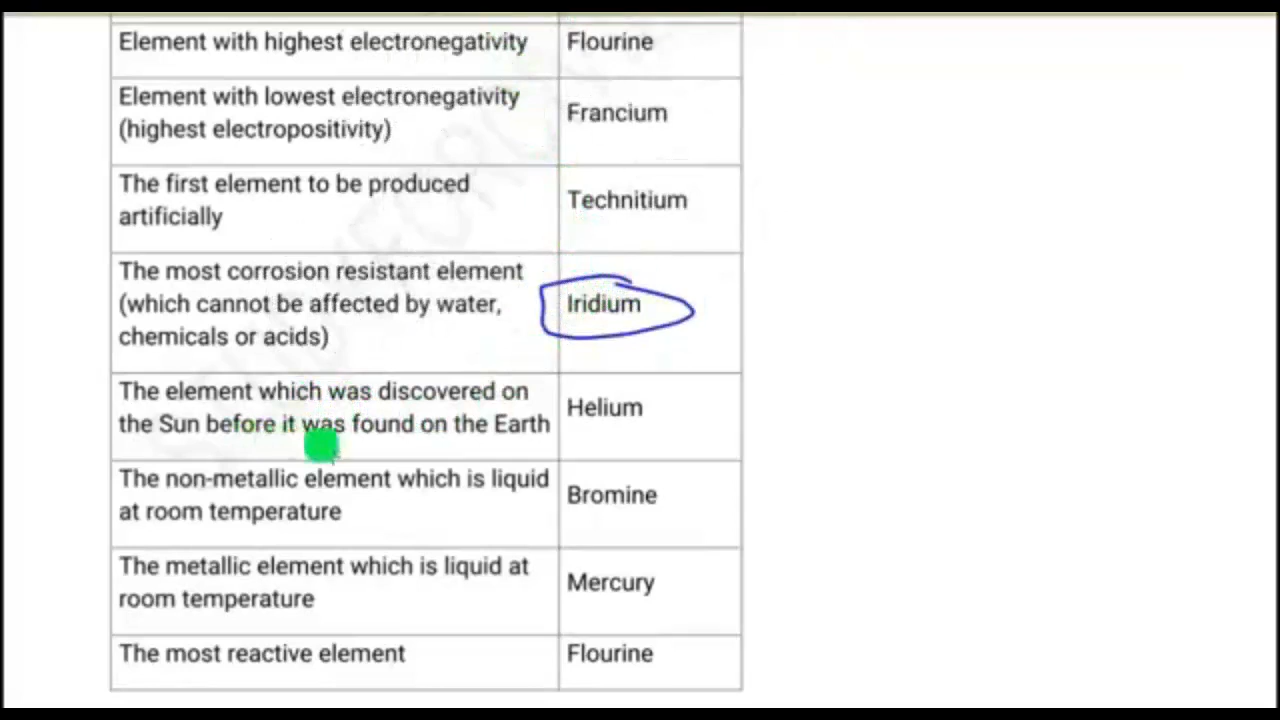 Element with highest electronegativity Flourine
Element with lowest electronegativity
(highest electropositivity)
Francium
The first element to be produced
artificially
Technitium
The most corrosion resistant element
(which cannot be affected by water,
chemicals or acids)
Iridium
The element which was discovered on
the Sun before it was found on the Earth
Helium
The non-metallic element which is liquid
at room temperature
Bromine
The metallic element which is liquid at
room temperature
Mercury
The most reactive element Flourine